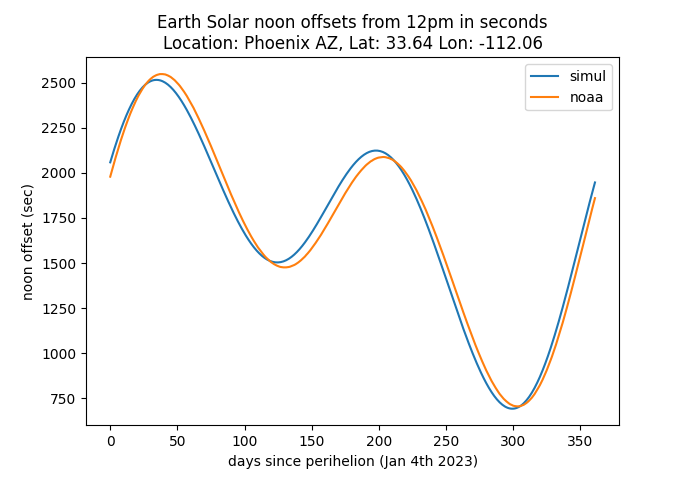 Earth Solar noon offsets from 12pm in seconds
Location: Phoenix AZ, Lat: 33.64 Lon: -112.06
simul
noaa
noon offset (sec)
2500
2250
2000
1750
1500
1250
1000
750
0 50 100 150 200 250 300 350
days since perihelion (Jan 4th 2023)